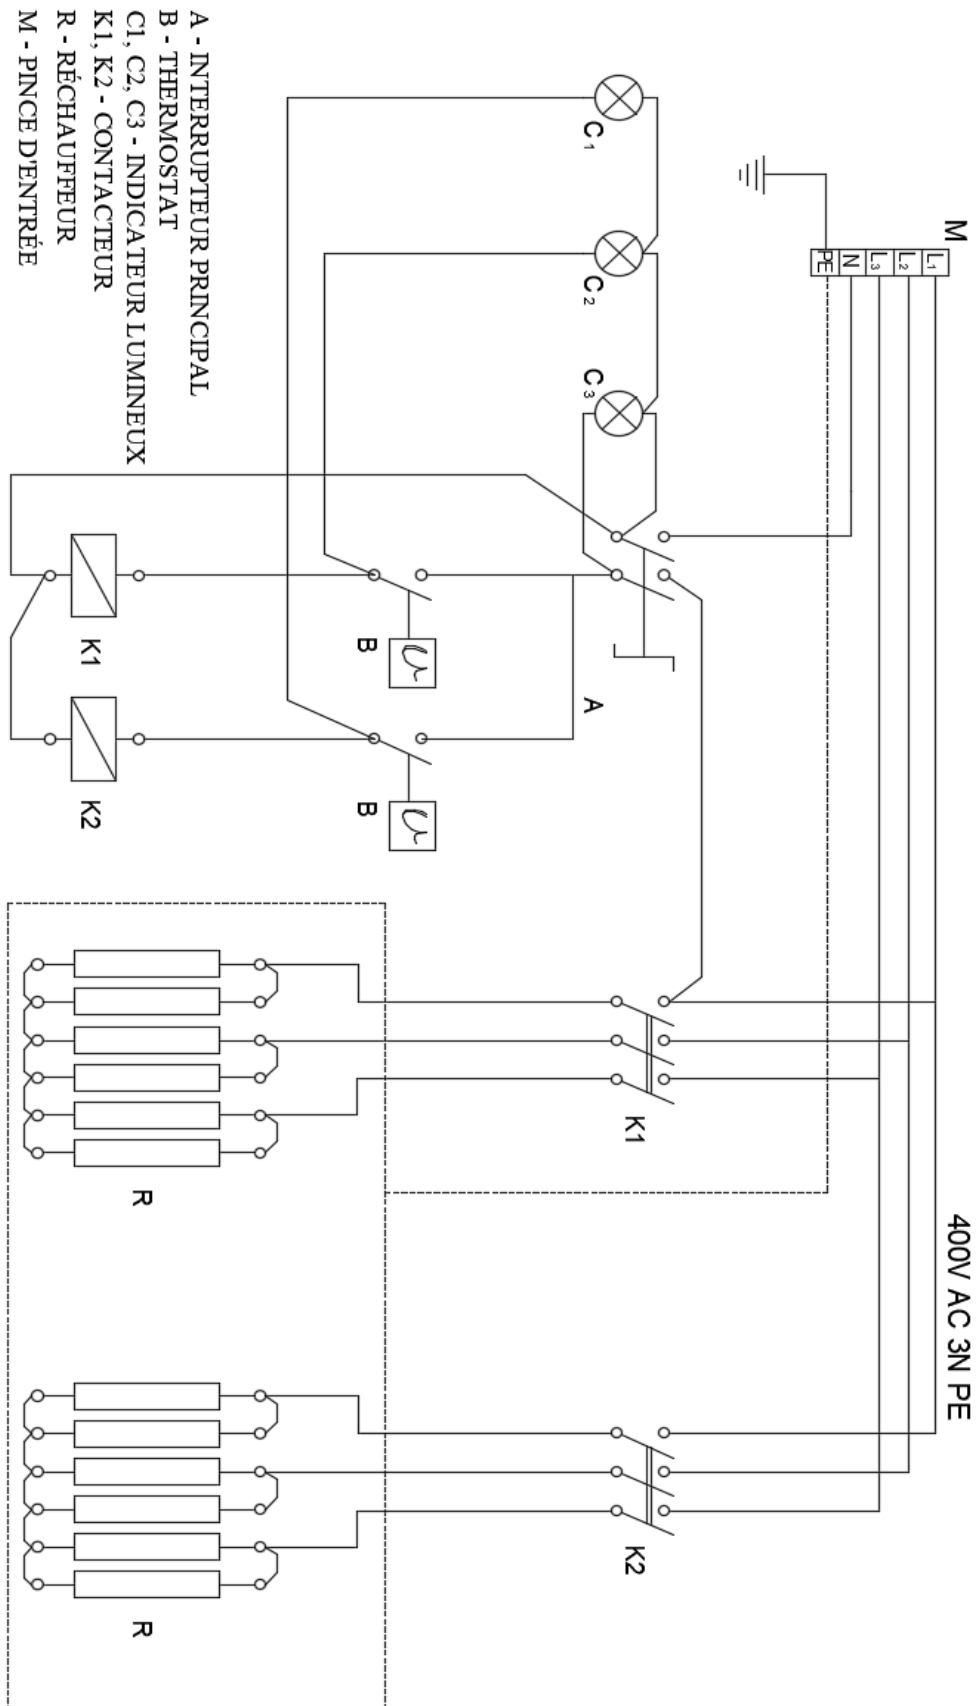 M
400V AC 3N PE
L₁
L₂
L₃
N
PE
C₁
C₂
C₃
A
B
B
K1
K2
K1
K2
R
R
A - INTERRUPTEUR PRINCIPAL
B - THERMOSTAT
C1, C2, C3 - INDICATEUR LUMINEUX
K1, K2 - CONTACTEUR
R - RÉCHAUFFEUR
M - PINCE D'ENTRÉE